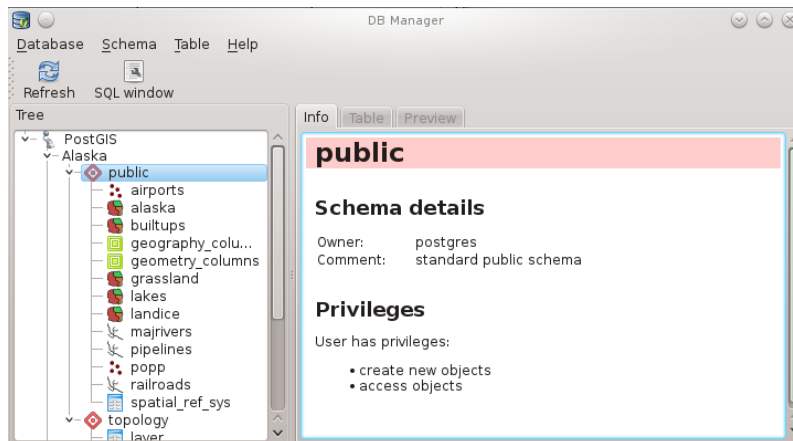 DB Manager
Database Schema Table Help
Refresh SQL window
Tree
PostGIS
Alaska
public
airports
alaska
builtups
geography_colu...
geometry_columns
grassland
lakes
landice
majrivers
pipelines
popp
railroads
spatial_ref_sys
topology
layer
Info Table Preview
public
Schema details
Owner: postgres
Comment: standard public schema
Privileges
User has privileges:
• create new objects
• access objects